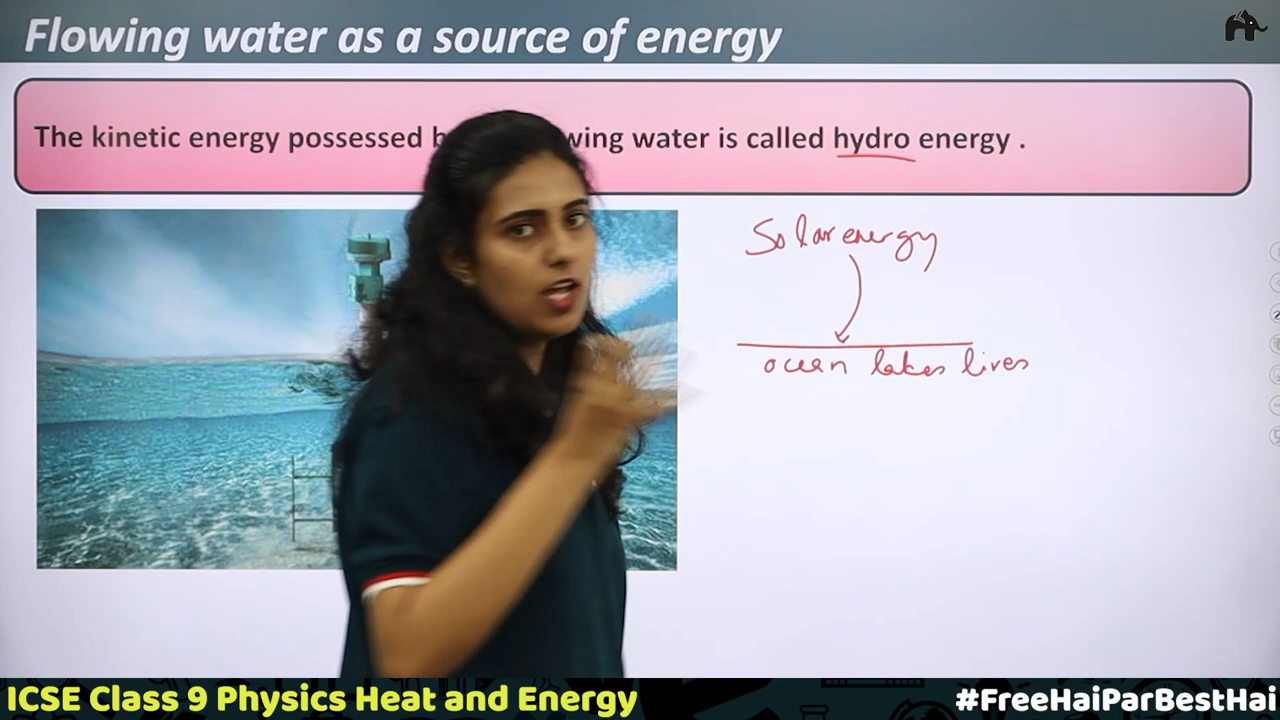 Flowing water as a source of energy
The kinetic energy possessed b wing water is called hydro energy .
Solar energy
ocean lakes lives
ICSE Class 9 Physics Heat and Energy
#FreeHaiParBestHai